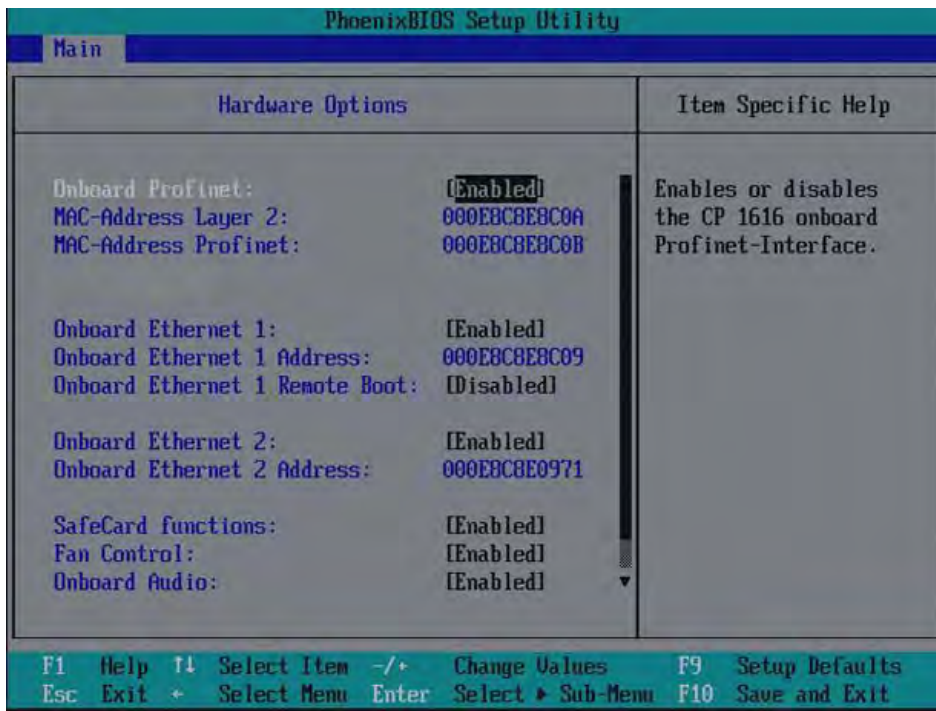 PhoenixBIOS Setup Utility
Main
Hardware Options
Item Specific Help
Onboard Profinet: [Enabled]
MAC-Address Layer 2: 000E8C8E8C0A
MAC-Address Profinet: 000E8C8E8C0B
Onboard Ethernet 1: [Enabled]
Onboard Ethernet 1 Address: 000E8C8E8C09
Onboard Ethernet 1 Remote Boot: [Disabled]
Onboard Ethernet 2: [Enabled]
Onboard Ethernet 2 Address: 000E8C8E0971
SafeCard functions: [Enabled]
Fan Control: [Enabled]
Onboard Audio: [Enabled] ▼
Enables or disables
the CP 1616 onboard
Profinet-Interface.
F1 Help ↑↓ Select Item -/+ Change Values F9 Setup Defaults
Esc Exit ← Select Menu Enter Select ▶ Sub-Menu F10 Save and Exit